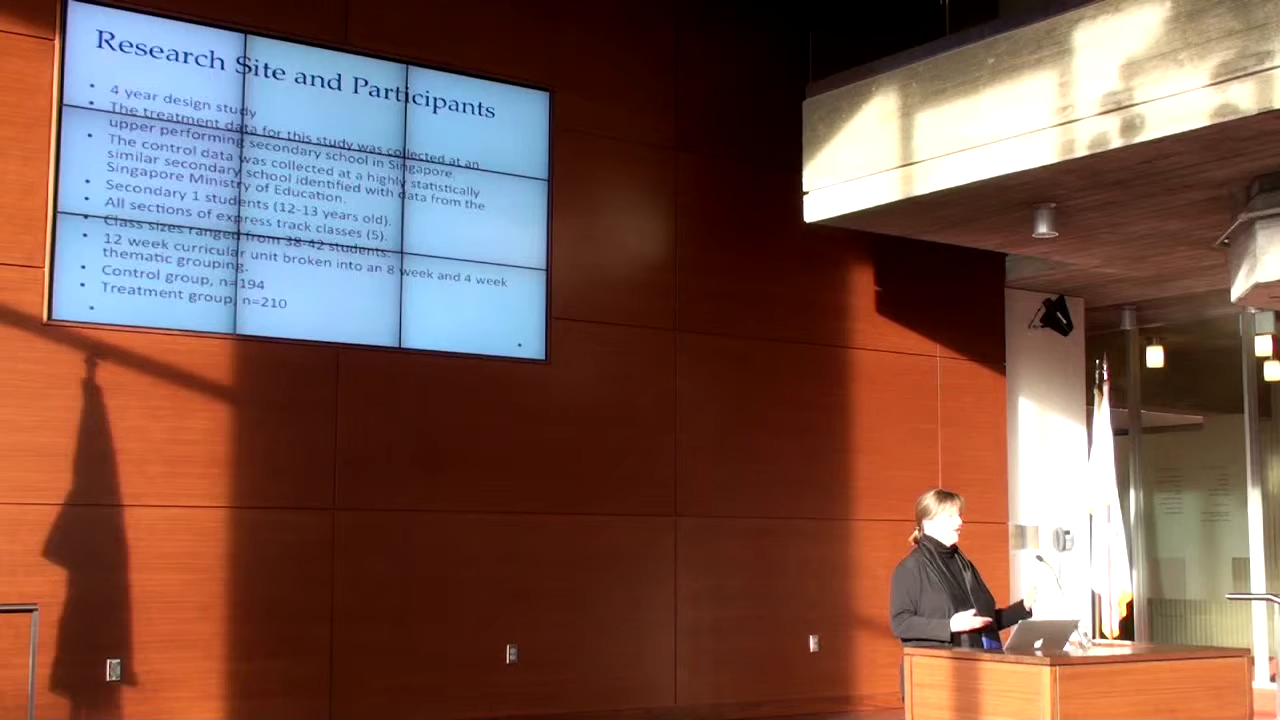 Research Site and Participants
• 4 year design study
• The treatment data for this study was collected at an
upper performing secondary school in Singapore.
• The control data was collected at a highly statistically
similar secondary school identified with data from the
Singapore Ministry of Education.
• Secondary 1 students (12-13 years old).
• All sections of express track classes (5).
• Class sizes ranged from 38-42 students.
• 12 week curricular unit broken into an 8 week and 4 week
thematic grouping.
• Control group, n=194
• Treatment group, n=210
•